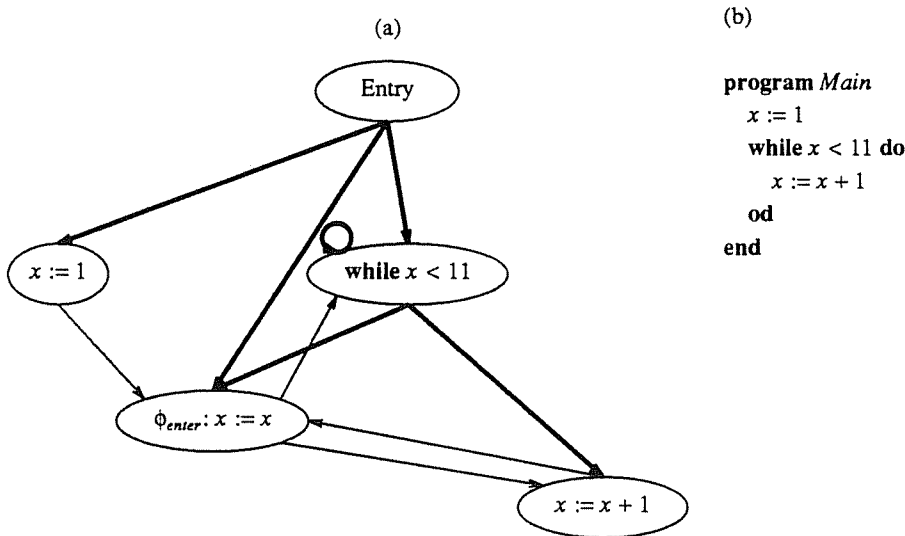 (a)
Entry
x := 1
while x < 11
ϕenter: x := x
x := x + 1
(b)
program Main
x := 1
while x < 11 do
x := x + 1
od
end